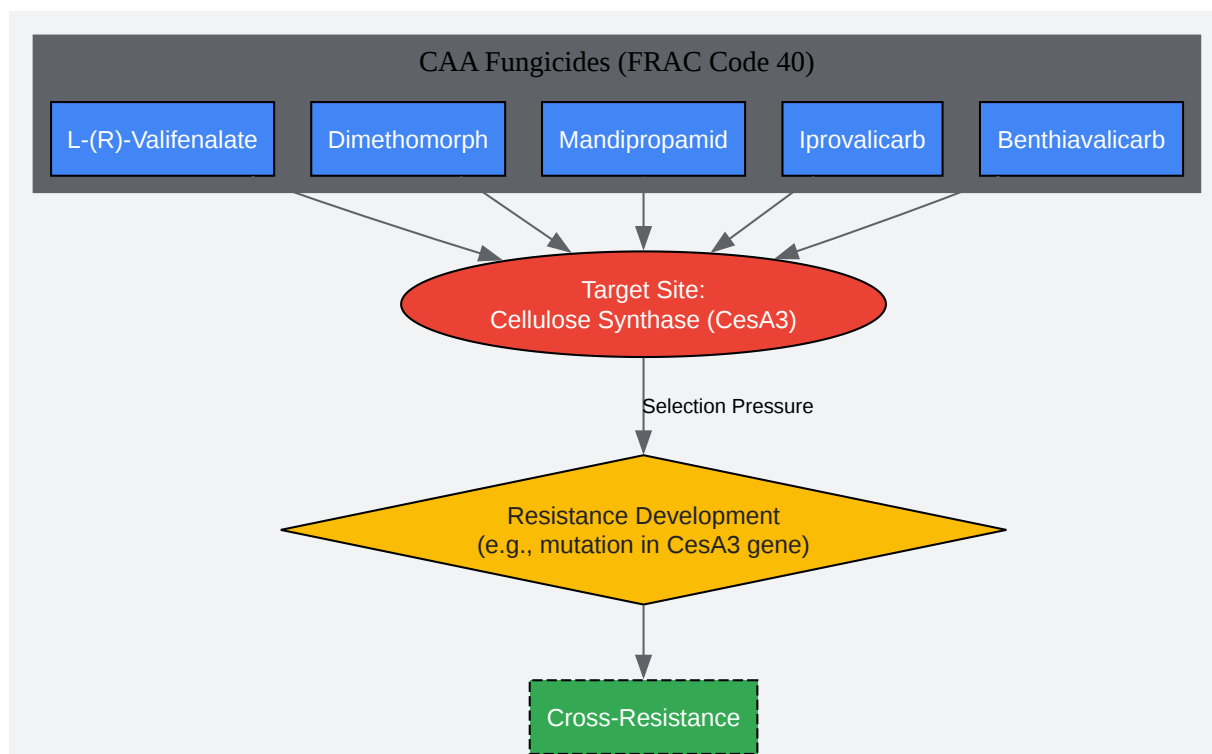 CAA Fungicides (FRAC Code 40)
L-(R)-Valifenalate
Dimethomorph
Mandipropamid
Iprovalicarb
Benthiavalicarb
Target Site:
Cellulose Synthase (CesA3)
Selection Pressure
Resistance Development
(e.g., mutation in CesA3 gene)
Cross-Resistance